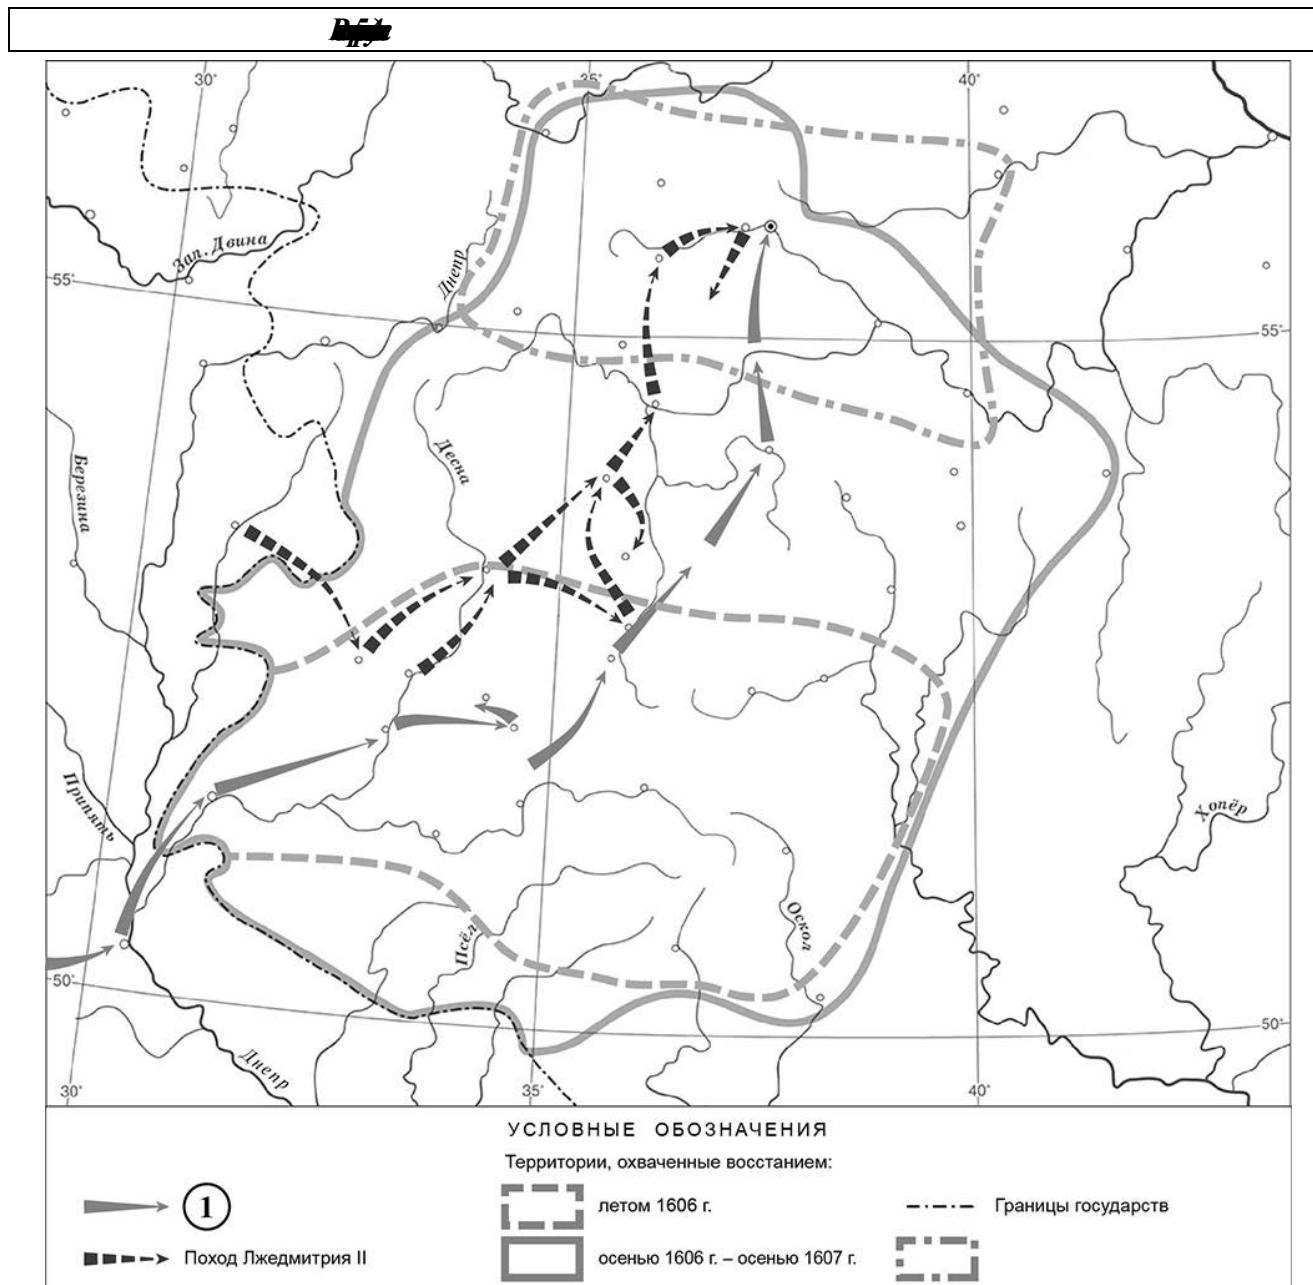 30°
35°
40°
Зап. Двина
Днепр
55°
55°
Десна
Березина
Припять
Хопёр
Оскол
Псёл
50°
50°
Днепр
30°
35°
40°
УСЛОВНЫЕ ОБОЗНАЧЕНИЯ
Территории, охваченные восстанием:
1
летом 1606 г.
Границы государств
Поход Лжедмитрия II
осенью 1606 г. – осенью 1607 г.